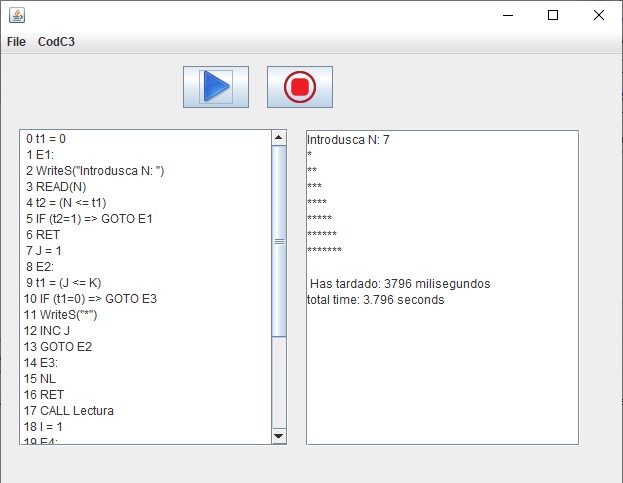 File CodC3
0 t1 = 0
1 E1:
2 WriteS("Introdusca N: ")
3 READ(N)
4 t2 = (N <= t1)
5 IF (t2=1) => GOTO E1
6 RET
7 J = 1
8 E2:
9 t1 = (J <= K)
10 IF (t1=0) => GOTO E3
11 WriteS("*")
12 INC J
13 GOTO E2
14 E3:
15 NL
16 RET
17 CALL Lectura
18 I = 1
19 E4:
Introdusca N: 7
*
**
***
****
*****
******
*******
Has tardado: 3796 milisegundos
total time: 3.796 seconds